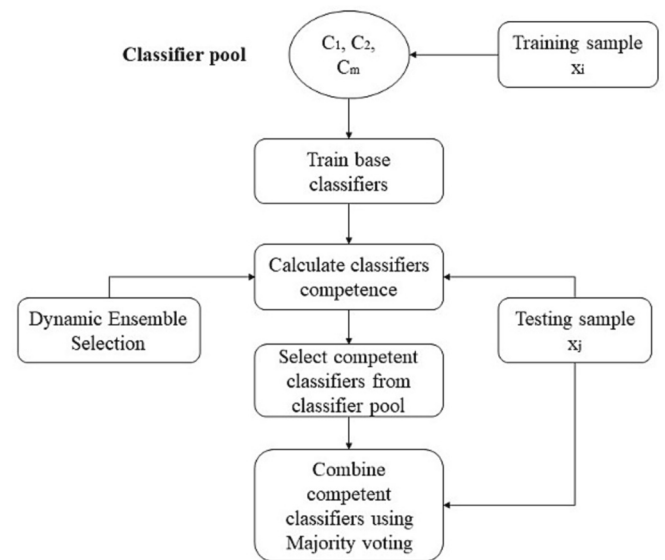 Classifier pool
C1, C2,
Cm
Training sample
xi
Train base
classifiers
Calculate classifiers
competence
Dynamic Ensemble
Selection
Testing sample
xj
Select competent
classifiers from
classifier pool
Combine
competent
classifiers using
Majority voting